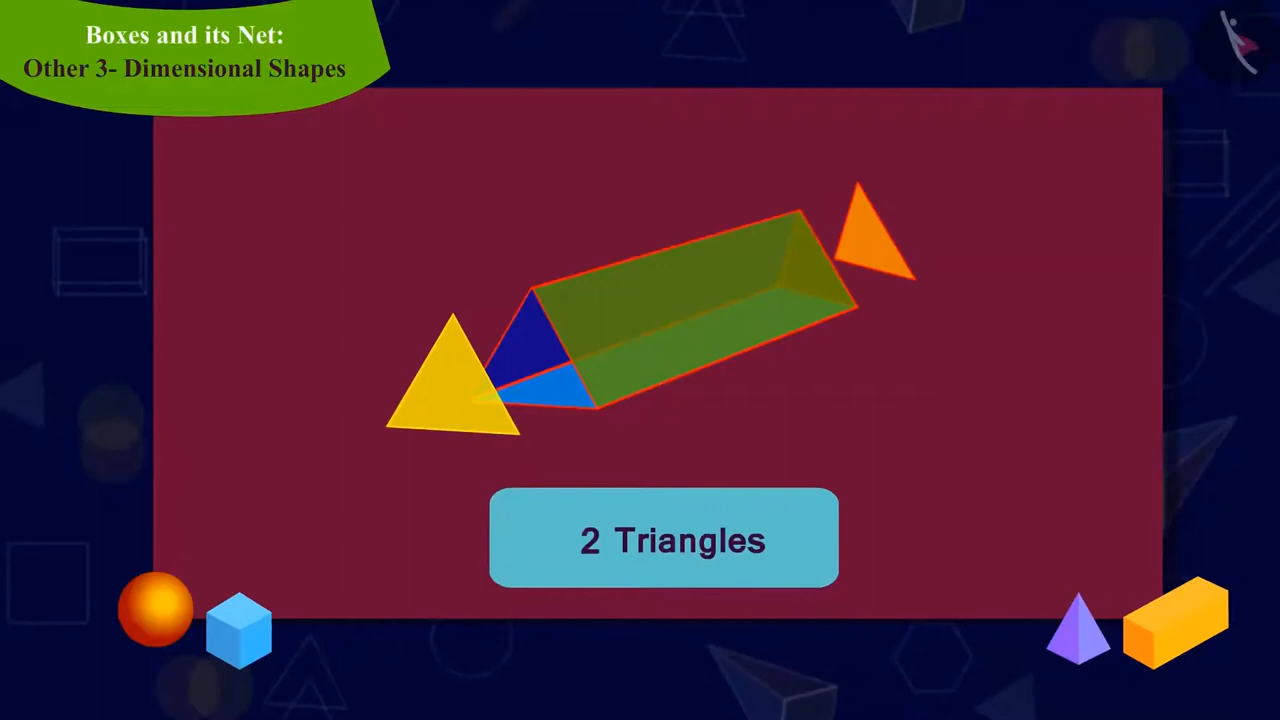 Boxes and its Net:
Other 3- Dimensional Shapes
2 Triangles